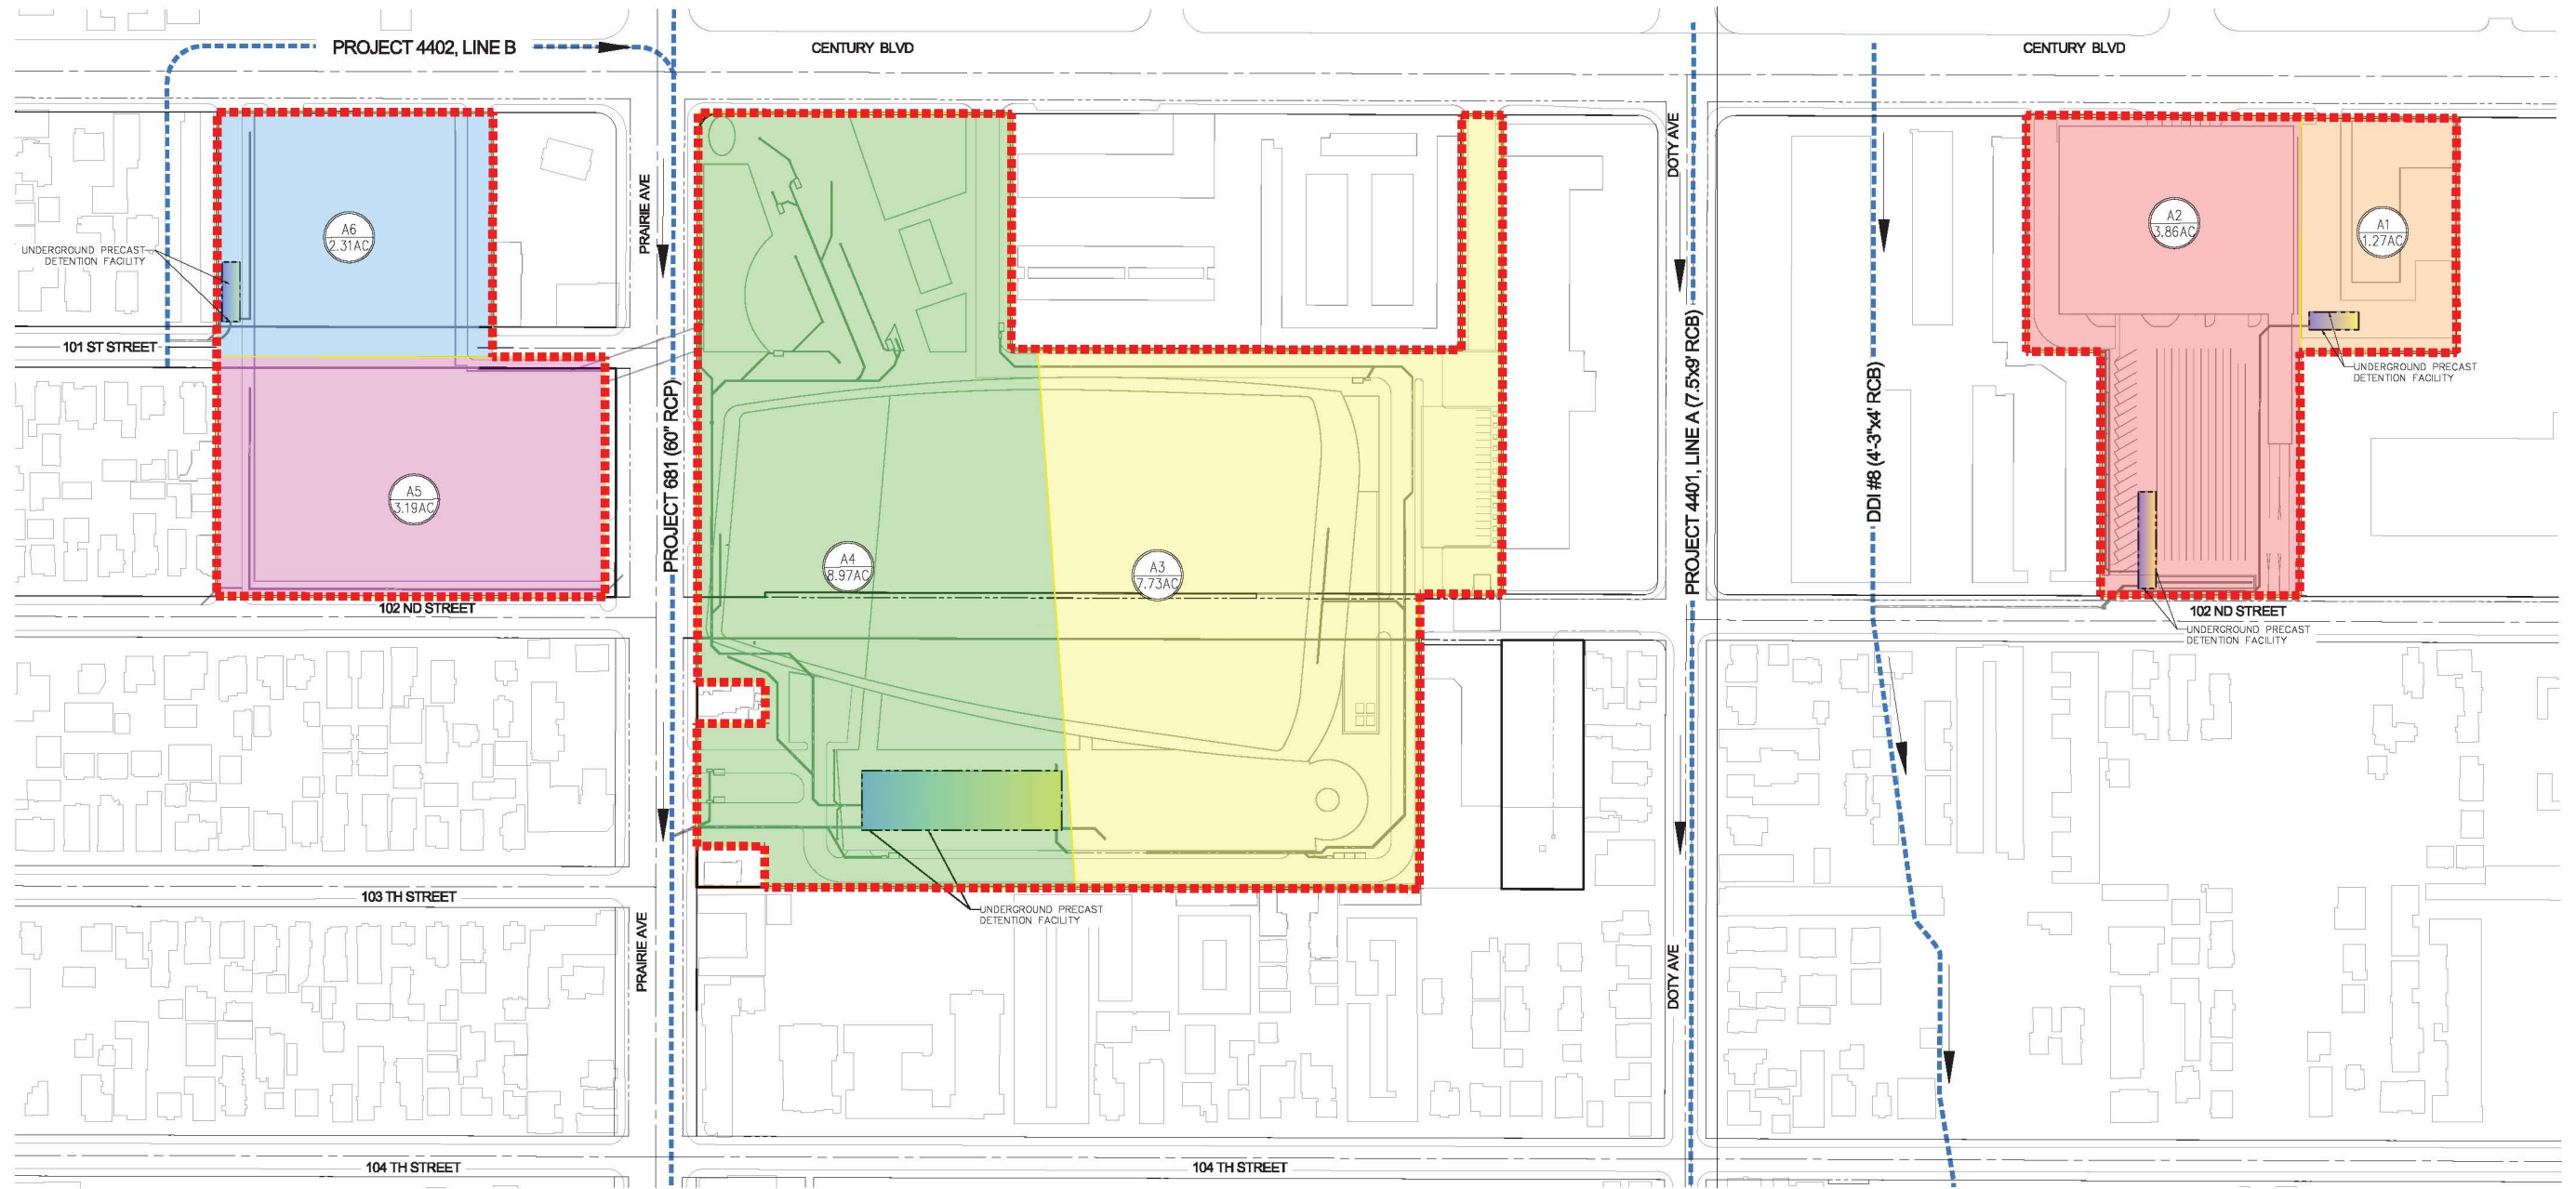 PROJECT 4402, LINE B
CENTURY BLVD
CENTURY BLVD
PRAIRIE AVE
DOTY AVE
A6
2.31AC
UNDERGROUND PRECAST
DETENTION FACILITY
101 ST STREET
A2
3.86AC
A1
1.27AC
UNDERGROUND PRECAST
DETENTION FACILITY
PROJECT 681 (60" RCP)
PROJECT 4401, LINE A (7.5x9' RCB)
DDI #8 (4'-3"x4' RCB)
A5
3.19AC
A4
8.97AC
A3
7.73AC
102 ND STREET
102 ND STREET
UNDERGROUND PRECAST
DETENTION FACILITY
103 TH STREET
UNDERGROUND PRECAST
DETENTION FACILITY
PRAIRIE AVE
DOTY AVE
104 TH STREET
104 TH STREET